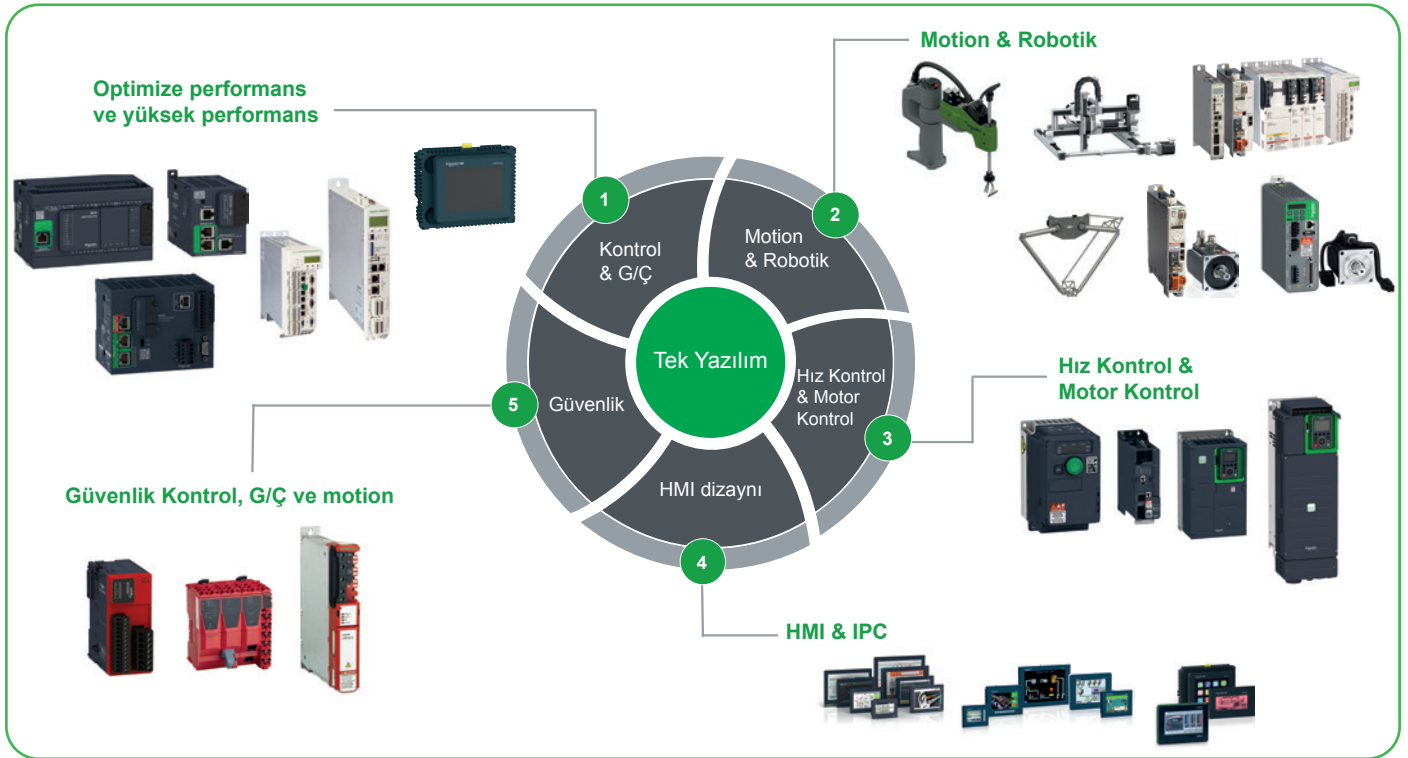 Optimize performans
ve yüksek performans
Motion & Robotik
1
Kontrol
& G/Ç
2
Motion
& Robotik
Tek Yazılım
Hız Kontrol
& Motor
Kontrol
3
Hız Kontrol &
Motor Kontrol
5
Güvenlik
HMI dizaynı
4
Güvenlik Kontrol, G/Ç ve motion
HMI & IPC